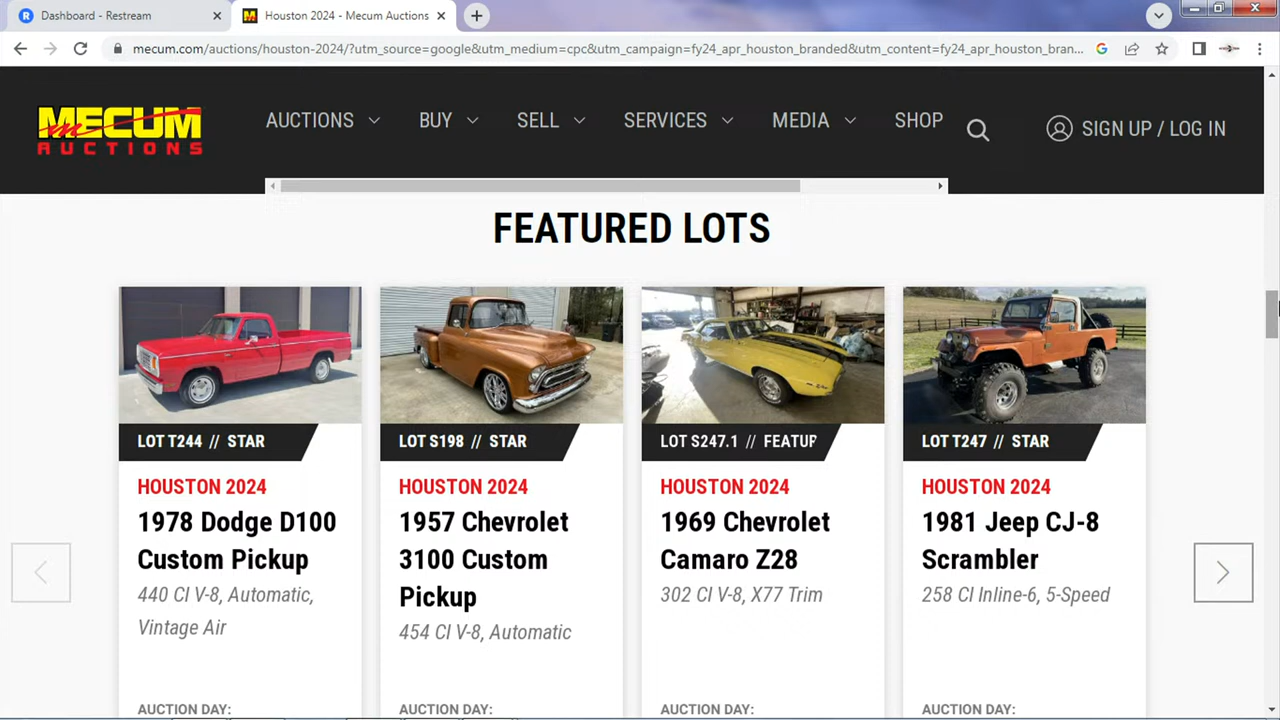 Dashboard - Restream
Houston 2024 - Mecum Auctions
mecum.com/auctions/houston-2024/?utm_source=google&utm_medium=cpc&utm_campaign=fy24_apr_houston_branded&utm_content=fy24_apr_houston_bran...
MECUM
AUCTIONS
AUCTIONS BUY SELL SERVICES MEDIA SHOP
SIGN UP / LOG IN
FEATURED LOTS
LOT T244 // STAR
HOUSTON 2024
1978 Dodge D100
Custom Pickup
440 CI V-8, Automatic,
Vintage Air
AUCTION DAY:
LOT S198 // STAR
HOUSTON 2024
1957 Chevrolet
3100 Custom
Pickup
454 CI V-8, Automatic
LOT S247.1 // FEATUR
HOUSTON 2024
1969 Chevrolet
Camaro Z28
302 CI V-8, X77 Trim
AUCTION DAY:
LOT T247 // STAR
HOUSTON 2024
1981 Jeep CJ-8
Scrambler
258 CI Inline-6, 5-Speed
AUCTION DAY:
AUCTION DAY: